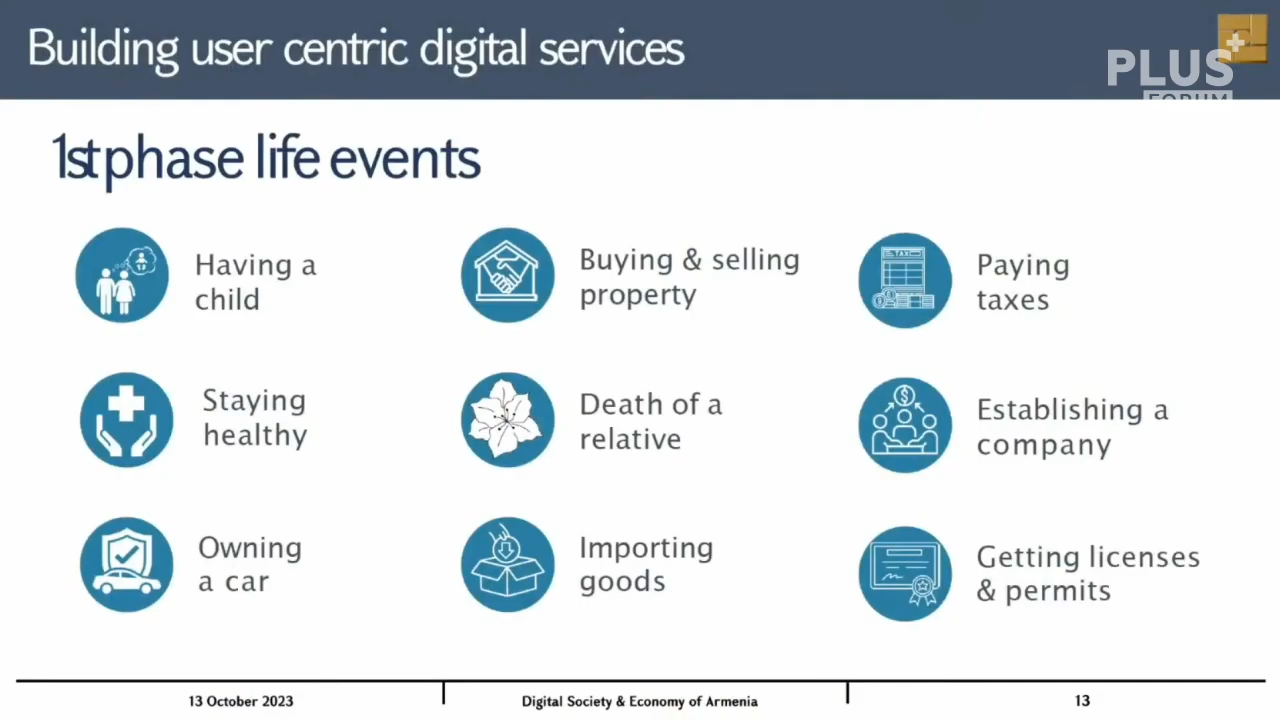 Building user centric digital services
PLUS+
FORUM
1st phase life events
Having a
child
Buying & selling
property
Paying
taxes
Staying
healthy
Death of a
relative
Establishing a
company
Owning
a car
Importing
goods
Getting licenses
& permits
TAX
$
13 October 2023
Digital Society & Economy of Armenia
13